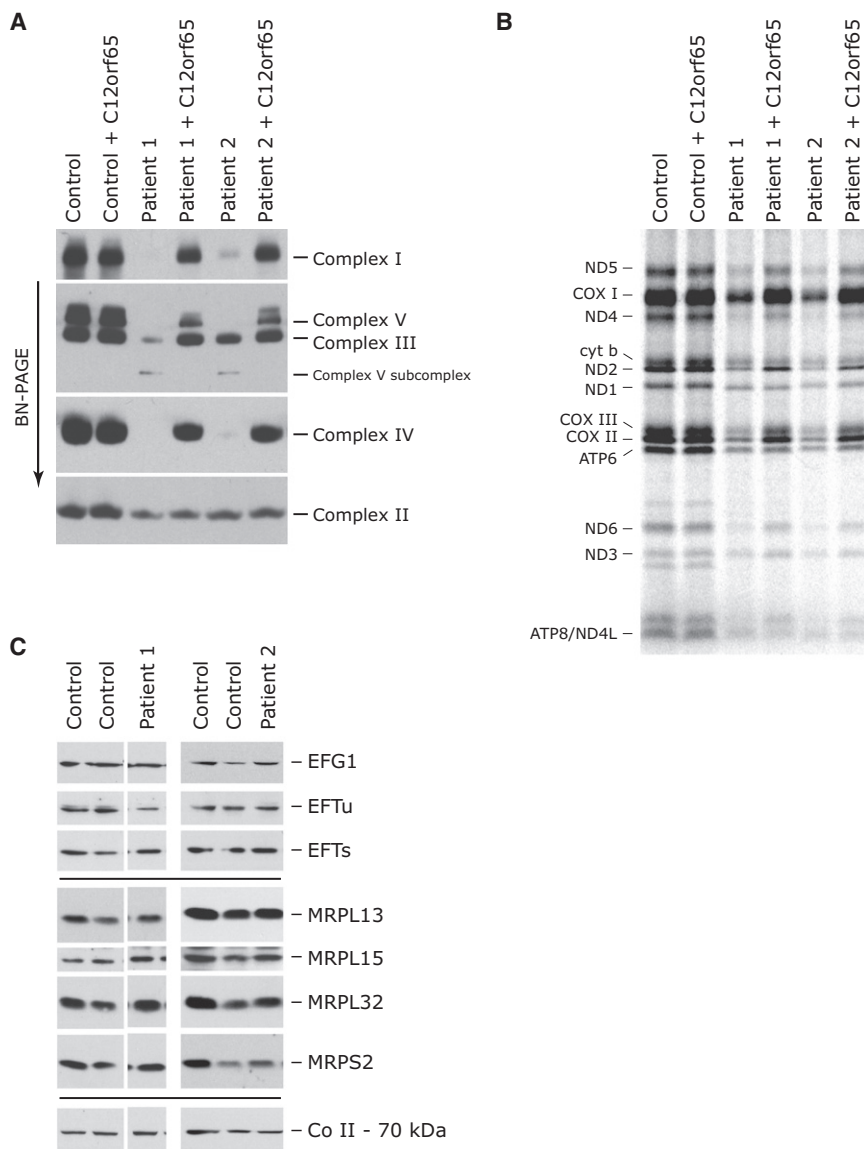 A
Control
Control + C12orf65
Patient 1
Patient 1 + C12orf65
Patient 2
Patient 2 + C12orf65
BN-PAGE
Complex I
Complex V
Complex III
Complex V subcomplex
Complex IV
Complex II
B
Control
Control + C12orf65
Patient 1
Patient 1 + C12orf65
Patient 2
Patient 2 + C12orf65
ND5
COX I
ND4
cyt b
ND2
ND1
COX III
COX II
ATP6
ND6
ND3
ATP8/ND4L
C
Control
Control
Patient 1
Control
Control
Patient 2
EFG1
EFTu
EFTs
MRPL13
MRPL15
MRPL32
MRPS2
Co II - 70 kDa